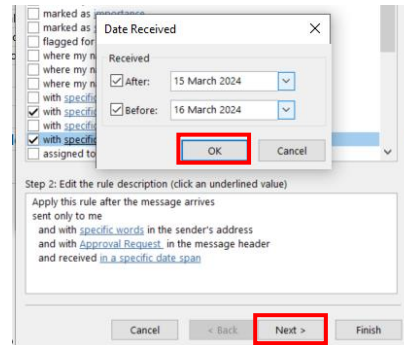 marked as importance
marked as
flagged for
where my n
where my n
where my n
with specific
with specific
with specific
with specific
assigned to
Date Received
Received
After: 15 March 2024
Before: 16 March 2024
OK Cancel
Step 2: Edit the rule description (click an underlined value)
Apply this rule after the message arrives
sent only to me
and with specific words in the sender's address
and with Approval Request in the message header
and received in a specific date span
Cancel < Back Next > Finish